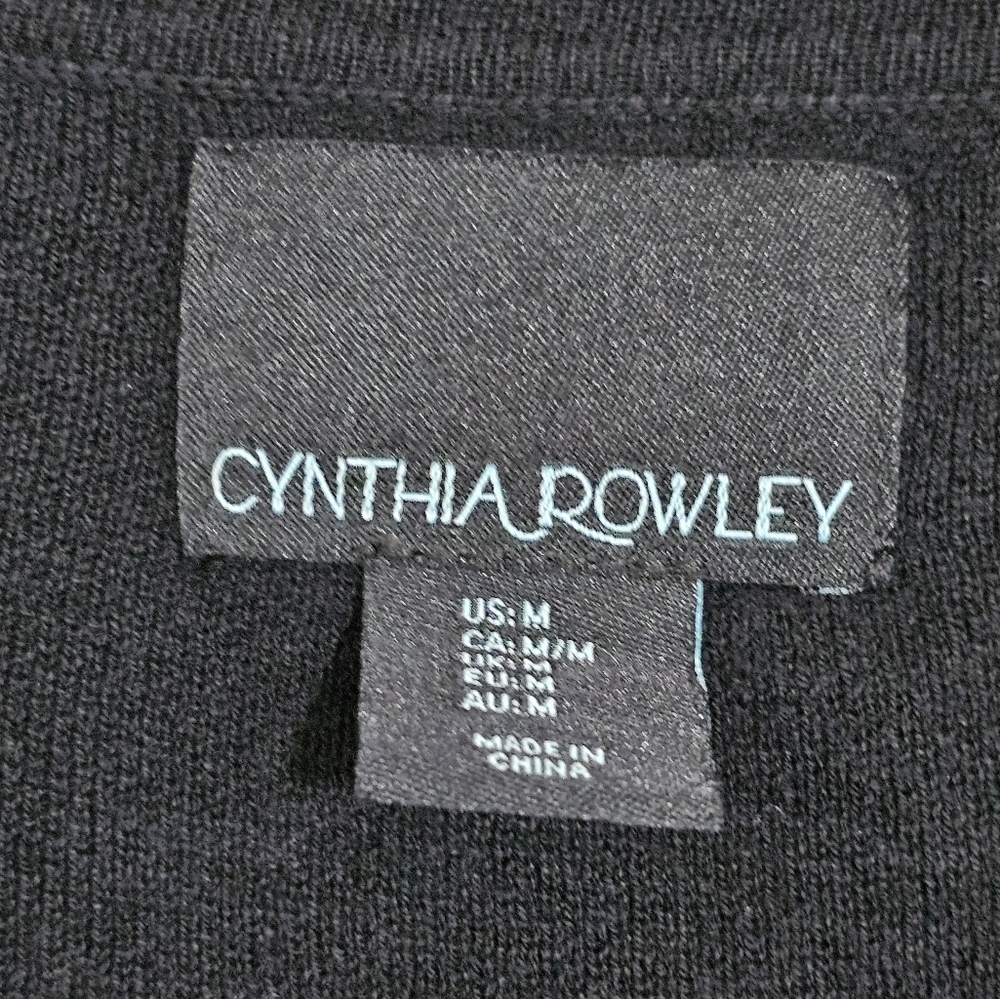 CYNTHIA ROWLEY
US: M
CA: M/M
UK: M
EU: M
AU: M
MADE IN
CHINA